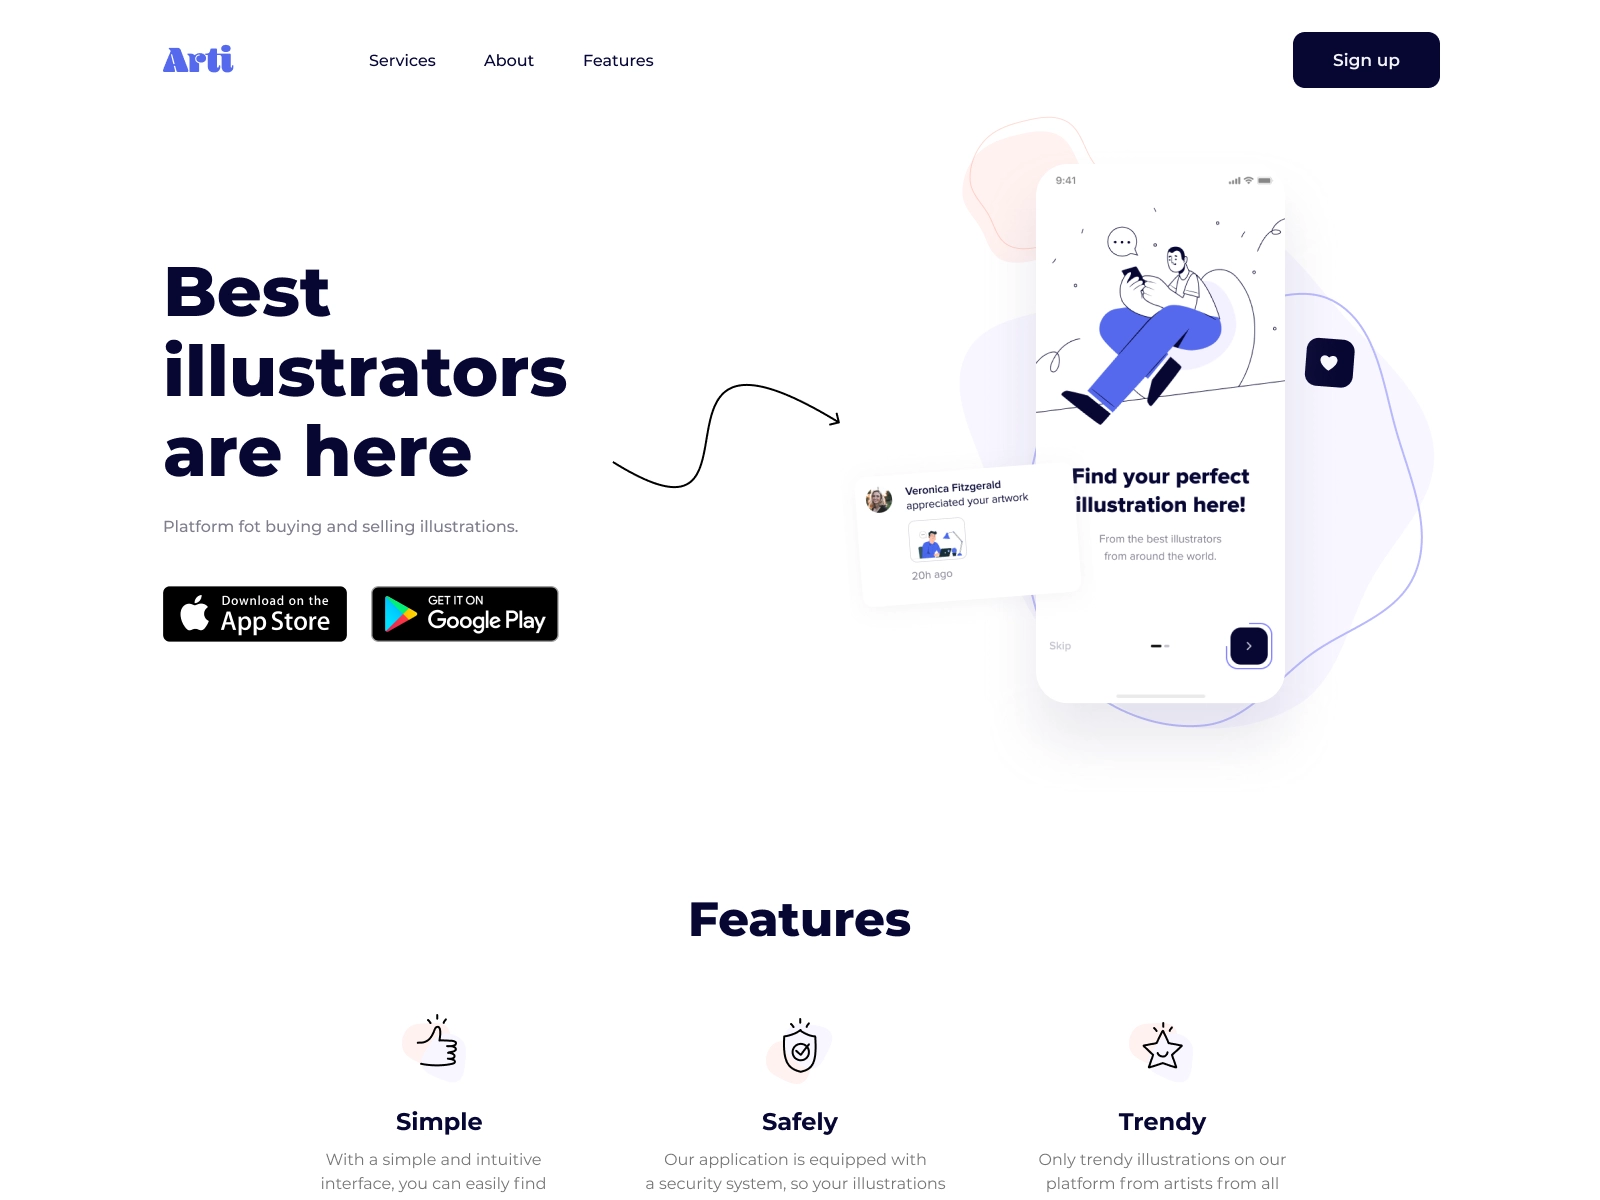 Arti
Services
About
Features
Sign up
Best
illustrators
are here
Platform fot buying and selling illustrations.
Download on the
App Store
GET IT ON
Google Play
9:41
Find your perfect
illustration here!
From the best illustrators
from around the world.
Skip
Veronica Fitzgerald
appreciated your artwork
20h ago
Features
Simple
With a simple and intuitive
interface, you can easily find
Safely
Our application is equipped with
a security system, so your illustrations
Trendy
Only trendy illustrations on our
platform from artists from all